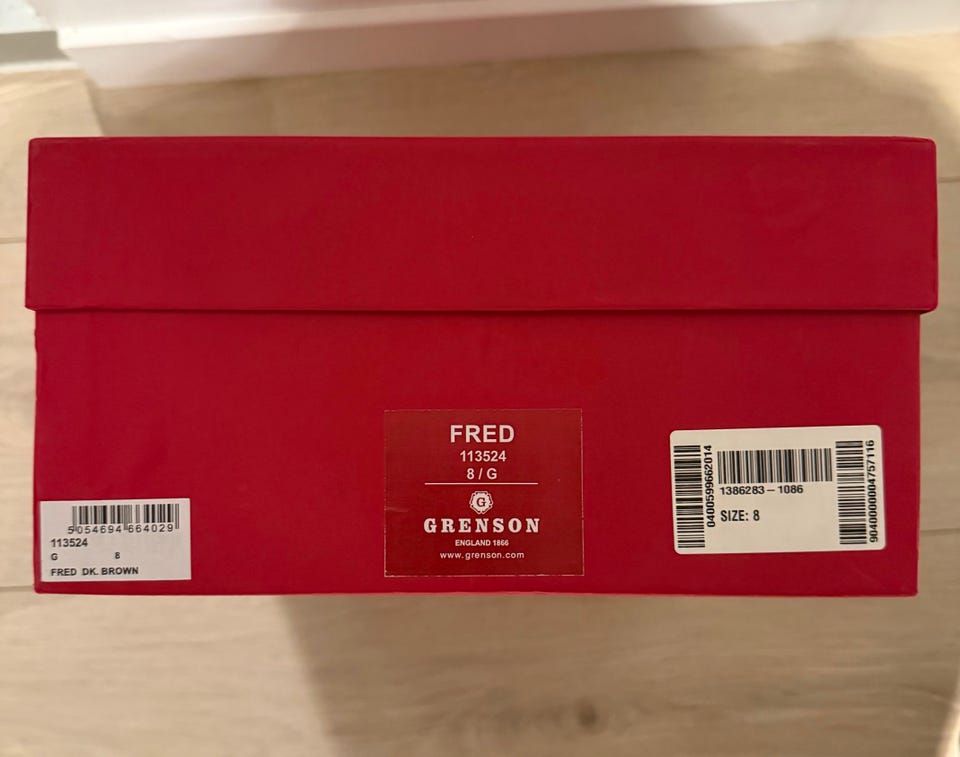 5054694 664029
113524
G 8
FRED DK. BROWN
FRED
113524
8 / G
G
GRENSON
ENGLAND 1866
www.grenson.com
0400599662014
1386283-1086
SIZE: 8
9040000004757116